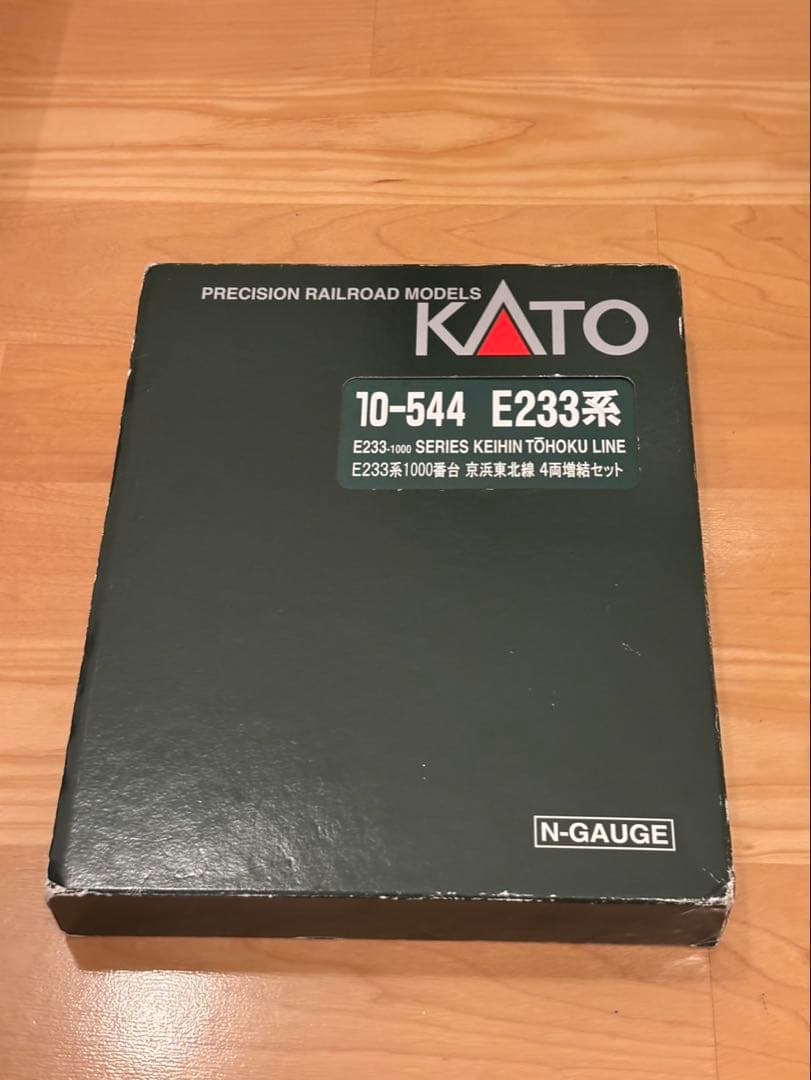 PRECISION RAILROAD MODELS
KATO
10-544 E233系
E233-1000 SERIES KEIHIN TŌHOKU LINE
E233系1000番台 京浜東北線 4両増結セット
N-GAUGE